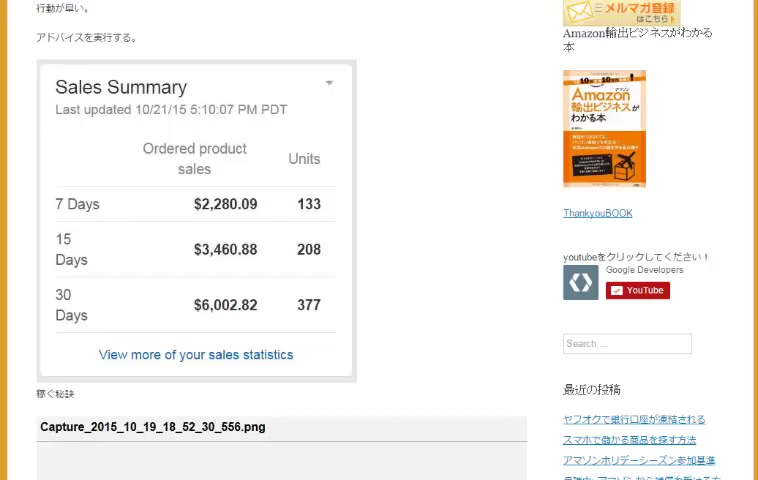 行動が早い。
アドバイスを実行する。
Sales Summary
Last updated 10/21/15 5:10:07 PM PDT
Ordered product
sales
Units
7 Days $2,280.09 133
15
Days
$3,460.88 208
30
Days
$6,002.82 377
View more of your sales statistics
稼ぐ秘訣
Capture_2015_10_19_18_52_30_556.png
メルマガ登録
はこちら
Amazon輸出ビジネスがわかる
本
Amazon
アマゾン
輸出ビジネスが
わかる本
ThankyouBOOK
youtubeをクリックしてください！
Google Developers
YouTube
Search ...
最近の投稿
ヤフオクで銀行口座が凍結される
スマホで儲かる商品を探す方法
アマゾンホリデーシーズン参加基準